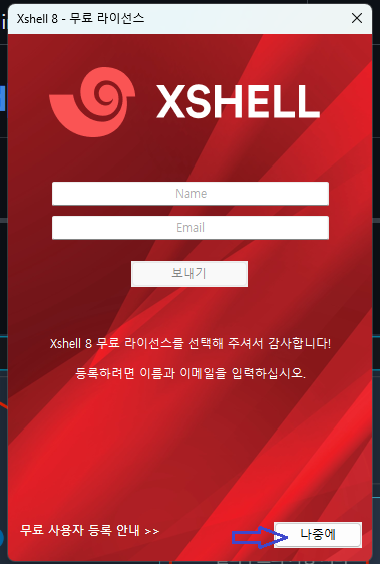 Xshell 8 - 무료 라이선스
XSHELL
Name
Email
보내기
Xshell 8 무료 라이선스를 선택해 주셔서 감사합니다!
등록하려면 이름과 이메일을 입력하십시오.
무료 사용자 등록 안내 >>
나중에